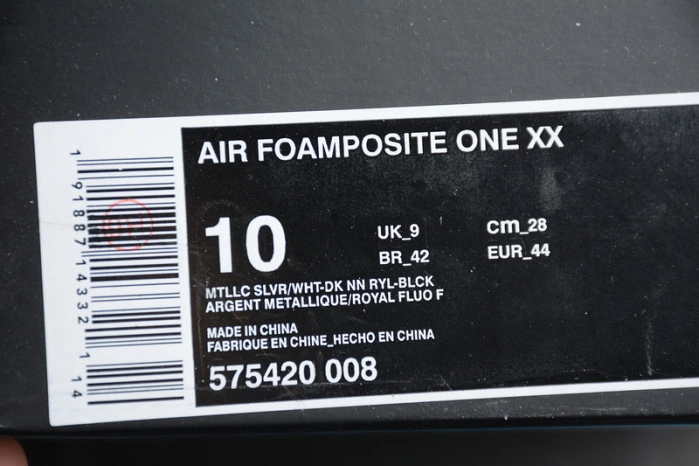 AIR FOAMPOSITE ONE XX
10
UK_9
cm_28
BR_42
EUR_44
MTLLC SLVR/WHT-DK NN RYL-BLCK
ARGENT METALLIQUE/ROYAL FLUO F
MADE IN CHINA
FABRIQUE EN CHINE_HECHO EN CHINA
575420 008
1 91887 14332 1 14